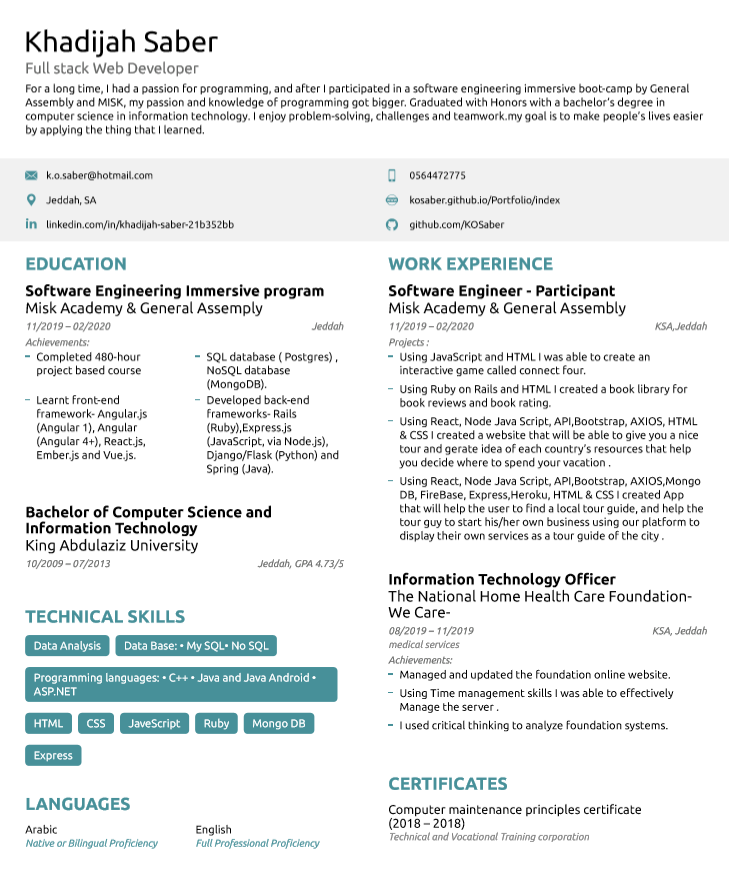 Khadijah Saber
Full stack Web Developer
For a long time, I had a passion for programming, and after I participated in a software engineering immersive boot-camp by General
Assembly and MISK, my passion and knowledge of programming got bigger. Graduated with Honors with a bachelor's degree in
computer science in information technology. I enjoy problem-solving, challenges and teamwork.my goal is to make people's lives easier
by applying the thing that I learned.
k.o.saber@hotmail.com
0564472775
Jeddah, SA
kosaber.github.io/Portfolio/index
linkedin.com/in/khadijah-saber-21b352bb
github.com/KOSaber
EDUCATION
Software Engineering Immersive program
Misk Academy & General Assemply
11/2019 – 02/2020
Jeddah
Achievements:
– Completed 480-hour
project based course
– SQL database ( Postgres) ,
NoSQL database
(MongoDB).
– Learnt front-end
framework- Angular.js
(Angular 1), Angular
(Angular 4+), React.js,
Ember.js and Vue.js.
– Developed back-end
frameworks- Rails
(Ruby),Express.js
(JavaScript, via Node.js),
Django/Flask (Python) and
Spring (Java).
Bachelor of Computer Science and
Information Technology
King Abdulaziz University
10/2009 – 07/2013
Jeddah, GPA 4.73/5
TECHNICAL SKILLS
Data Analysis
Data Base: • My SQL• No SQL
Programming languages: • C++ • Java and Java Android •
ASP.NET
HTML
CSS
JaveScript
Ruby
Mongo DB
Express
LANGUAGES
Arabic
Native or Bilingual Proficiency
English
Full Professional Proficiency
WORK EXPERIENCE
Software Engineer - Participant
Misk Academy & General Assembly
11/2019 – 02/2020
KSA,Jeddah
Projects :
– Using JavaScript and HTML I was able to create an
interactive game called connect four.
– Using Ruby on Rails and HTML I created a book library for
book reviews and book rating.
– Using React, Node Java Script, API,Bootstrap, AXIOS, HTML
& CSS I created a website that will be able to give you a nice
tour and gerate idea of each country's resources that help
you decide where to spend your vacation .
– Using React, Node Java Script, API,Bootstrap, AXIOS,Mongo
DB, FireBase, Express,Heroku, HTML & CSS I created App
that will help the user to find a local tour guide, and help the
tour guy to start his/her own business using our platform to
display their own services as a tour guide of the city .
Information Technology Officer
The National Home Health Care Foundation-
We Care-
08/2019 – 11/2019
KSA, Jeddah
medical services
Achievements:
– Managed and updated the foundation online website.
– Using Time management skills I was able to effectively
Manage the server .
– I used critical thinking to analyze foundation systems.
CERTIFICATES
Computer maintenance principles certificate
(2018 – 2018)
Technical and Vocational Training corporation